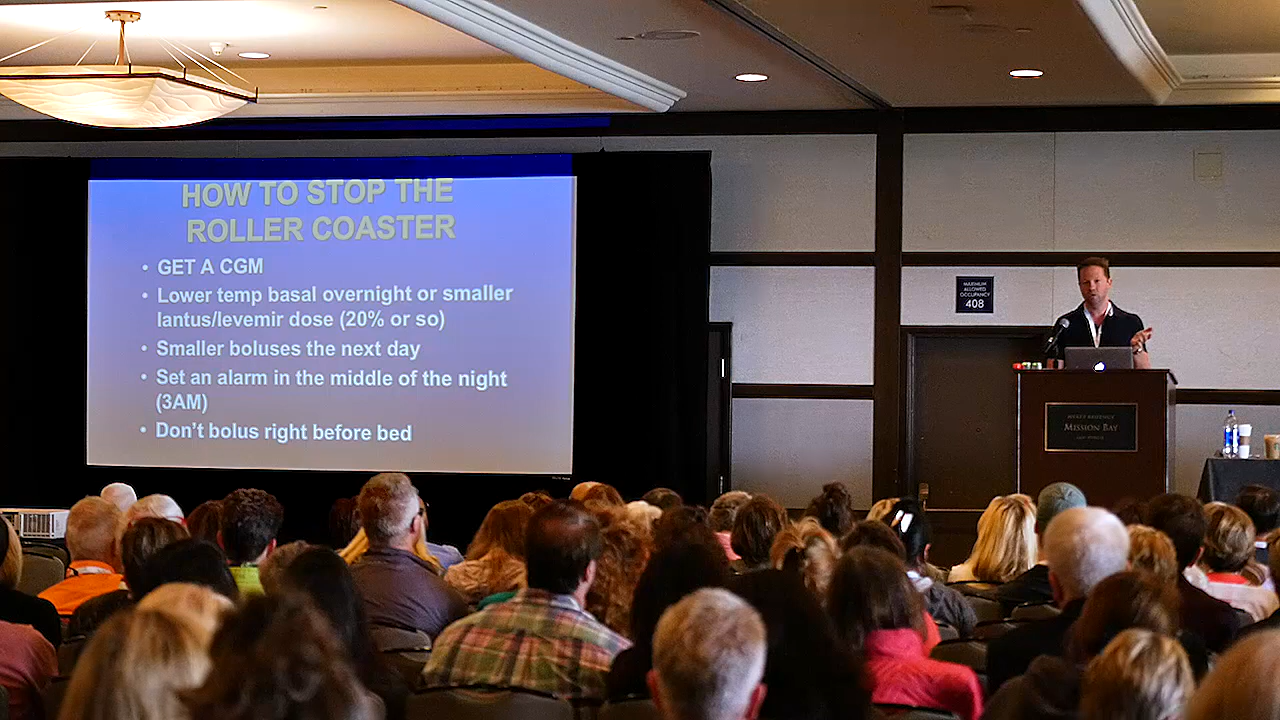 HOW TO STOP THE
ROLLER COASTER
• GET A CGM
• Lower temp basal overnight or smaller
lantus/levemir dose (20% or so)
• Smaller boluses the next day
• Set an alarm in the middle of the night
(3AM)
• Don't bolus right before bed
MAXIMUM
ALLOWED
OCCUPANCY
408
HYATT REGENCY
MISSION BAY